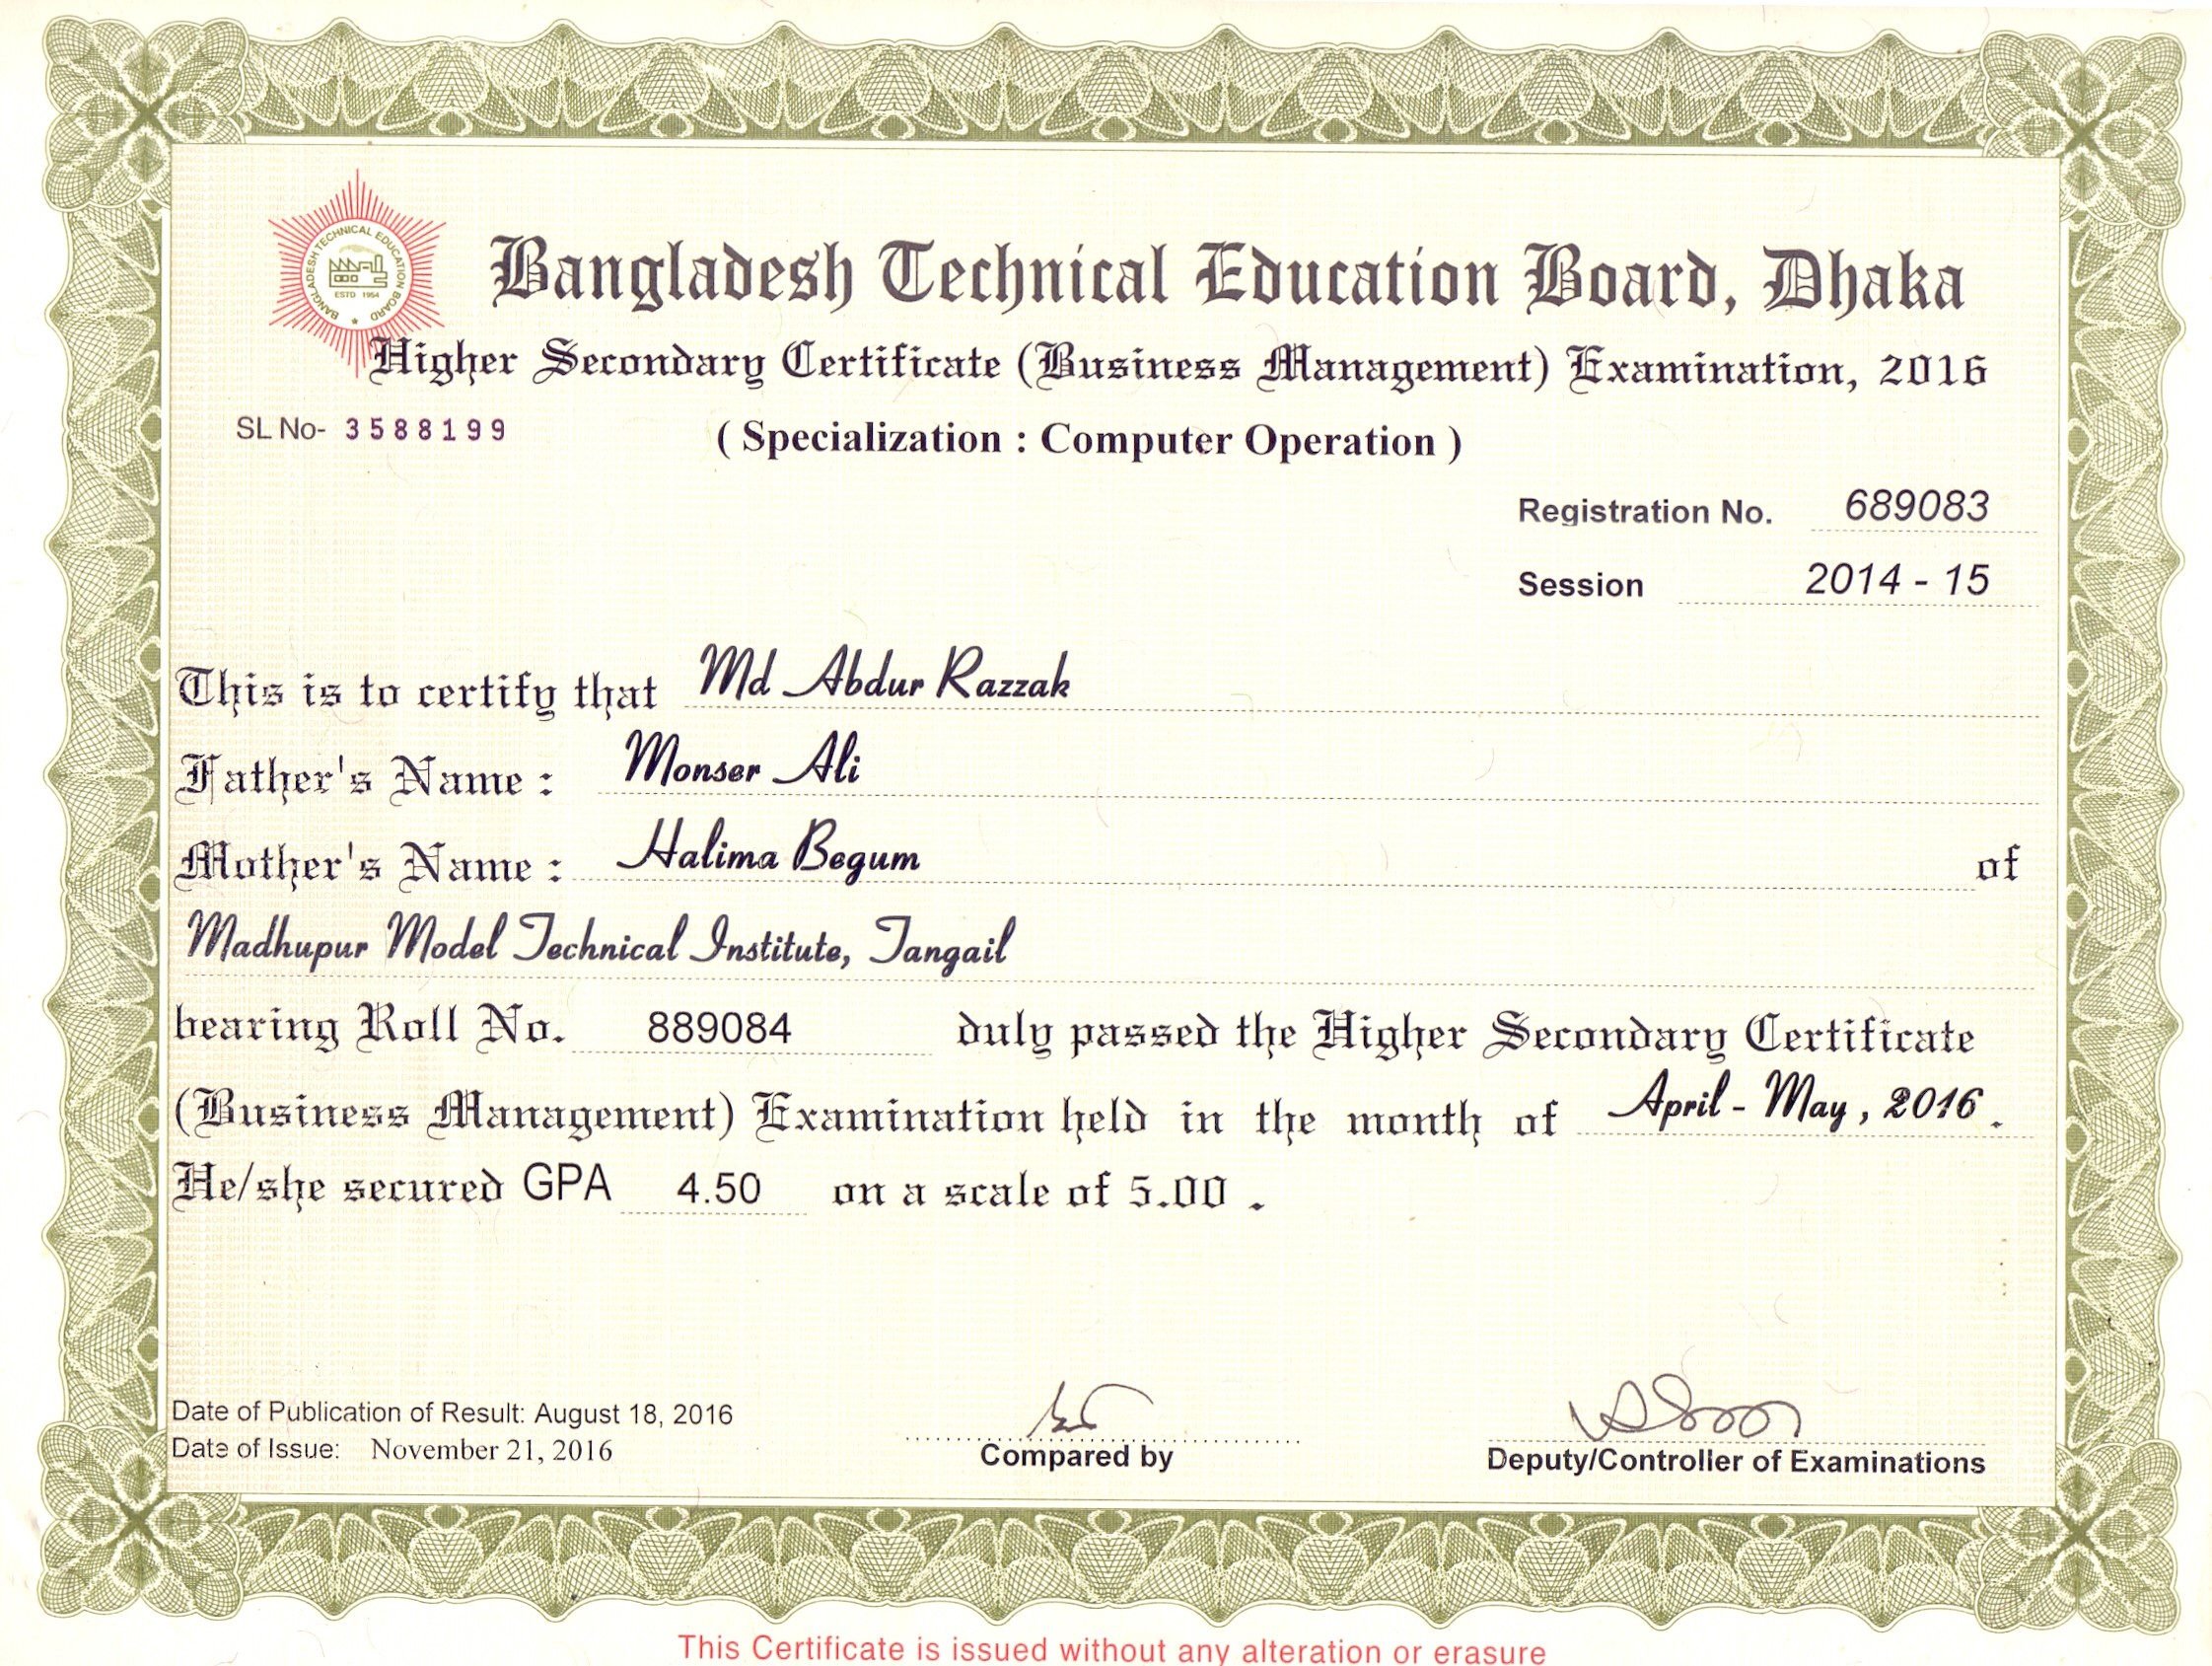 BANGLADESH TECHNICAL EDUCATION BOARD
ESTD 1954
Bangladesh Technical Education Board, Dhaka
Higher Secondary Certificate (Business Management) Examination, 2016
SL No- 3588199
( Specialization : Computer Operation )
Registration No. 689083
Session 2014 - 15
This is to certify that Md Abdur Razzak
Father's Name : Monser Ali
Mother's Name : Halima Begum of
Madhupur Model Technical Institute, Tangail
bearing Roll No. 889084 duly passed the Higher Secondary Certificate
(Business Management) Examination held in the month of April - May , 2016 .
He/she secured GPA 4.50 on a scale of 5.00 .
Date of Publication of Result: August 18, 2016
Date of Issue: November 21, 2016
Compared by
Deputy/Controller of Examinations
This Certificate is issued without any alteration or erasure